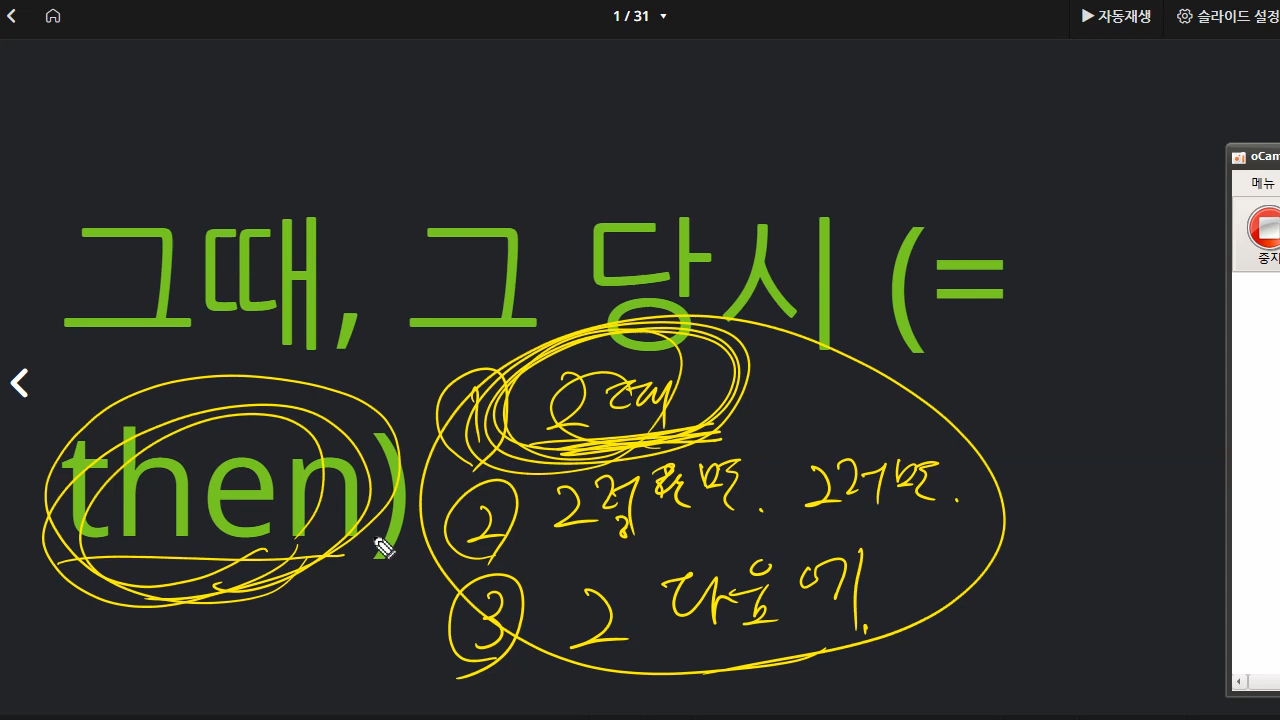 1 / 31
자동재생
슬라이드 설정
그때, 그 당시 (=
then)
① 그때
② 그렇다면. 그러면.
③ 그 다음에.
oCam
메뉴
중지